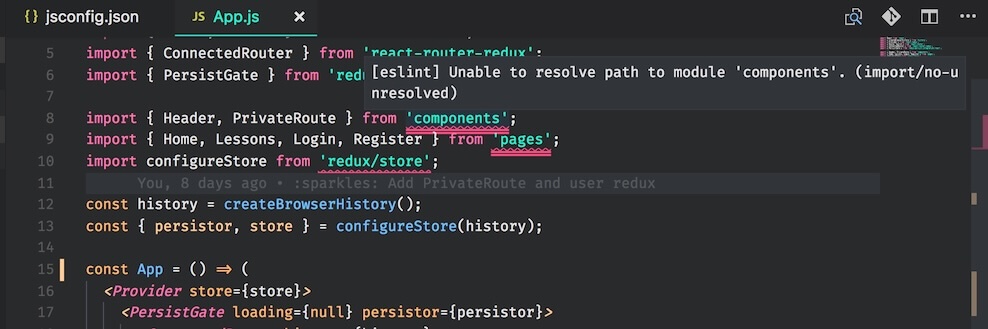 { } jsconfig.json JS App.js ×
5 import { ConnectedRouter } from 'react-router-redux';
6 import { PersistGate } from 'redu
[eslint] Unable to resolve path to module 'components'. (import/no-u
nresolved)
7
8 import { Header, PrivateRoute } from 'components';
9 import { Home, Lessons, Login, Register } from 'pages';
10 import configureStore from 'redux/store';
11 You, 8 days ago • :sparkles: Add PrivateRoute and user redux
12 const history = createBrowserHistory();
13 const { persistor, store } = configureStore(history);
14
15 const App = () => (
16 <Provider store={store}>
17 <PersistGate loading={null} persistor={persistor}>